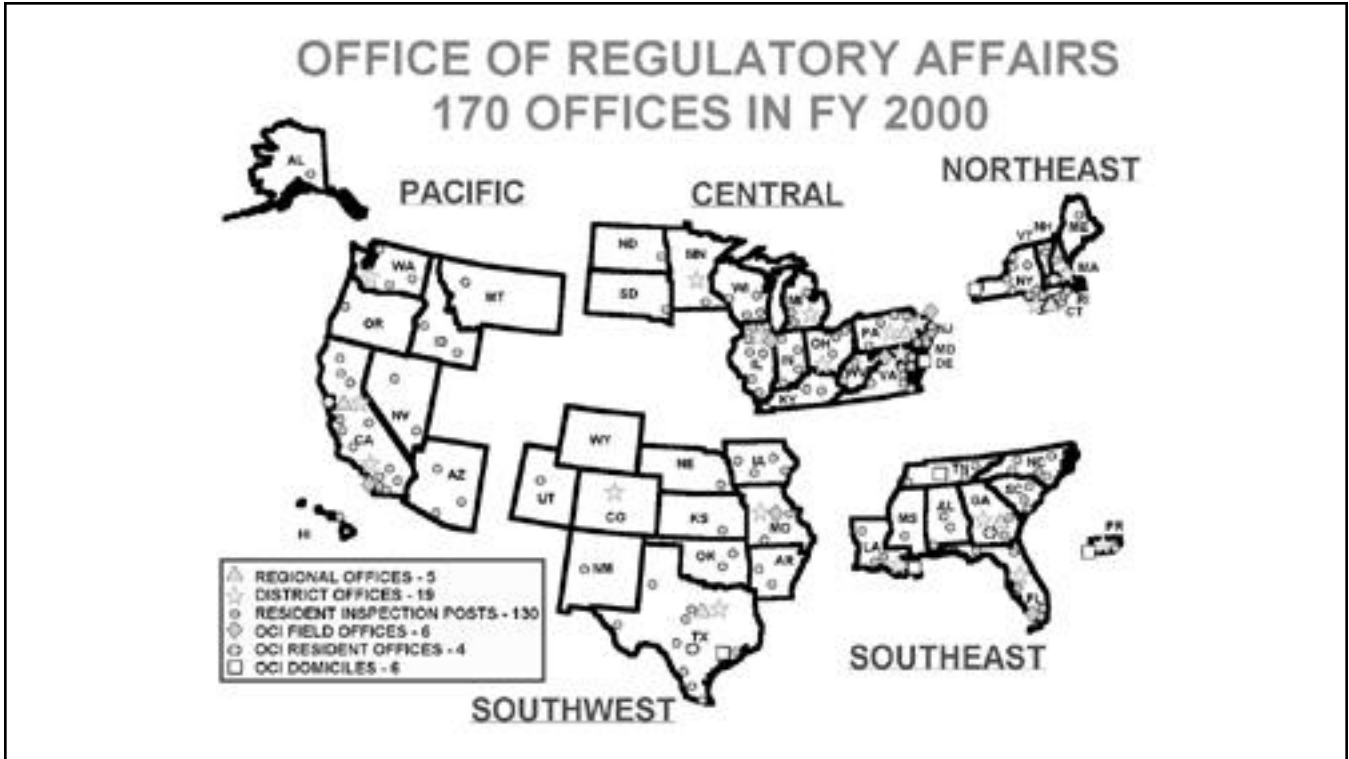 OFFICE OF REGULATORY AFFAIRS
170 OFFICES IN FY 2000
NORTHEAST
PACIFIC
CENTRAL
AL
WA
MT
OR
ID
NV
CA
AZ
HI
ND
MN
SD
WI
MI
PA
NJ
OH
MD
DE
IL
IN
WV
VA
KY
VT
NH
ME
MA
NY
RI
CT
WY
NE
IA
UT
CO
KS
MO
NM
OK
AR
TX
TN
NC
SC
MS
AL
GA
LA
FL
PR
REGIONAL OFFICES - 5
DISTRICT OFFICES - 19
RESIDENT INSPECTION POSTS - 130
OCI FIELD OFFICES - 6
OCI RESIDENT OFFICES - 4
OCI DOMICILES - 6
SOUTHEAST
SOUTHWEST